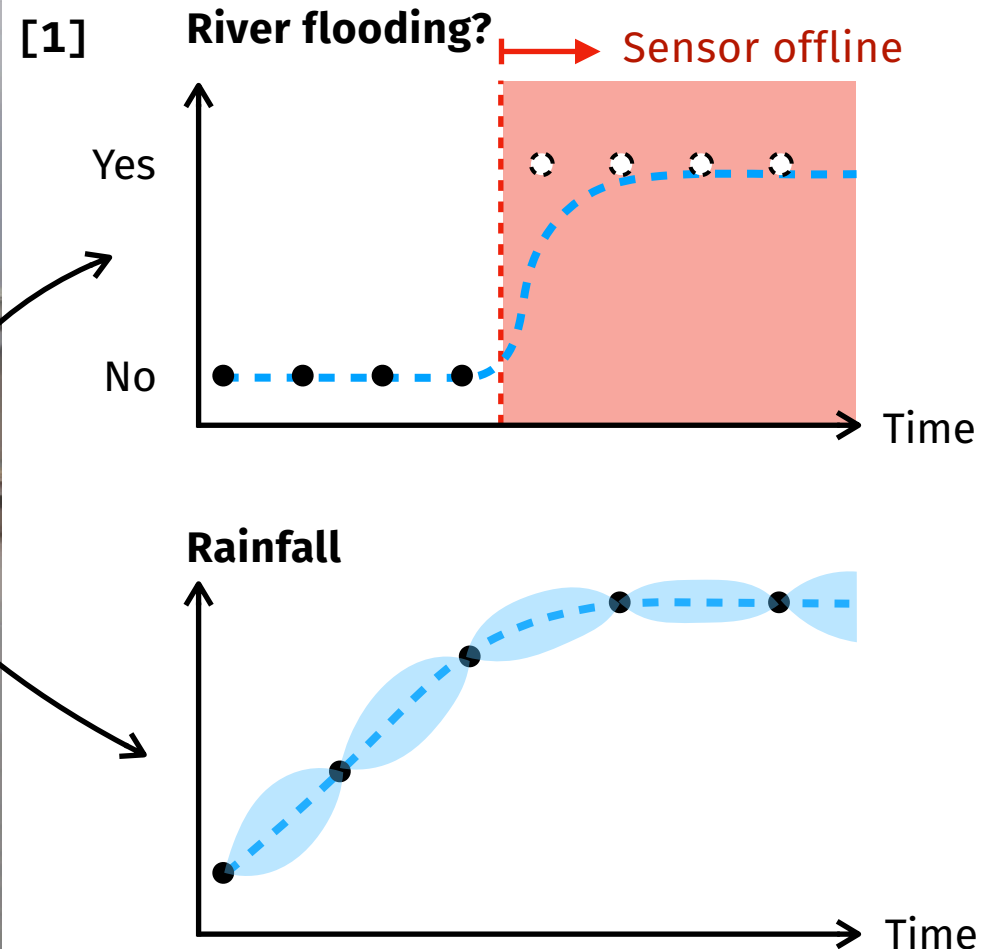 [1]
River flooding?
Sensor offline
Yes
No
Time
Rainfall
Time